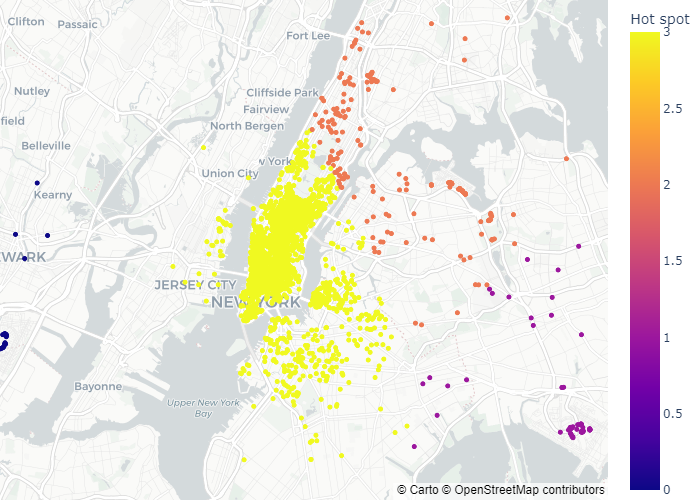 Clifton
Passaic
Fort Lee
Hot spot
3
Nutley
Cliffside Park
Fairview
North Bergen
field
2.5
Belleville
w York
Union City
Kearny
2
WARK
1.5
JERSEY CITY
NEW YORK
1
Bayonne
Upper New York
Bay
0.5
© Carto © OpenStreetMap contributors
0